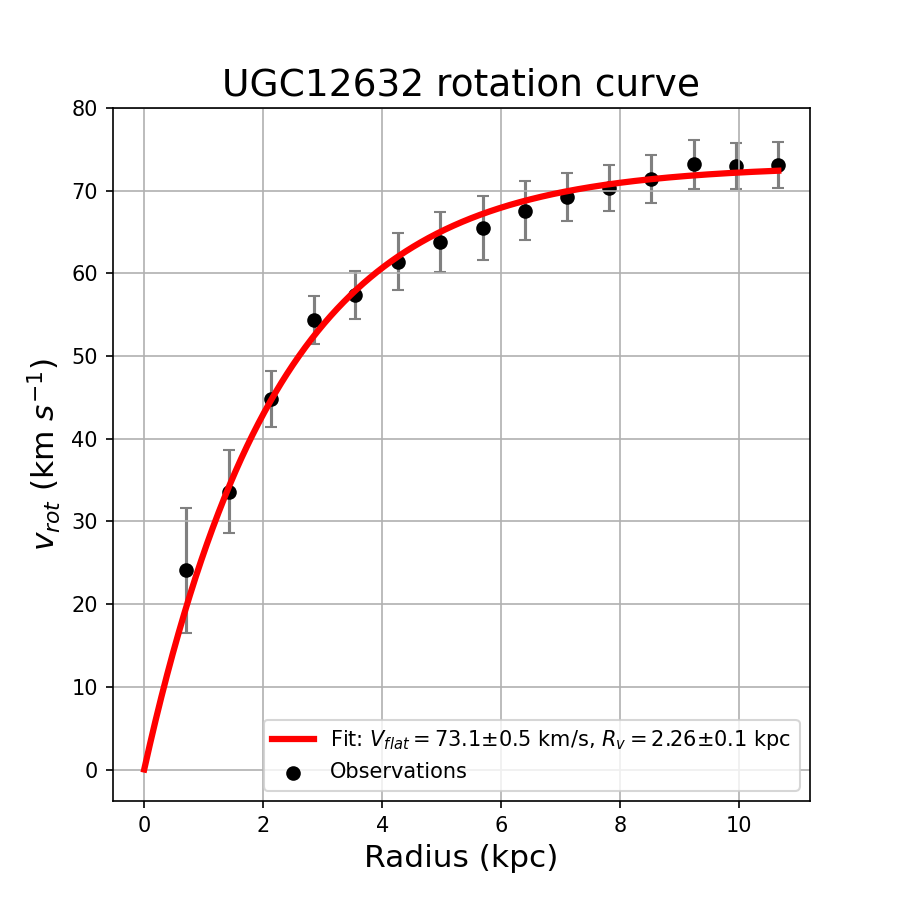 UGC12632 rotation curve
80
70
60
50
40
30
20
10
0
v_rot (km s⁻¹)
Fit: V_flat = 73.1±0.5 km/s, R_v = 2.26±0.1 kpc
Observations
0 2 4 6 8 10
Radius (kpc)